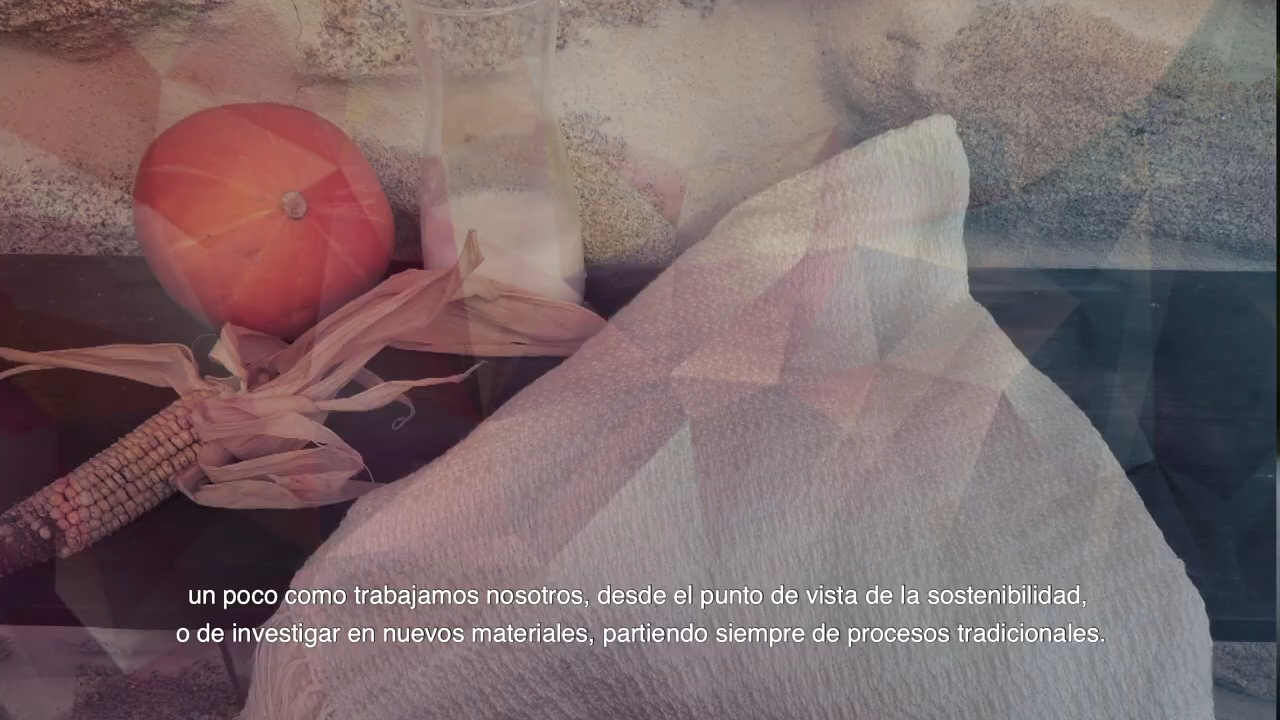 un poco como trabajamos nosotros, desde el punto de vista de la sostenibilidad,
o de investigar en nuevos materiales, partiendo siempre de procesos tradicionales.